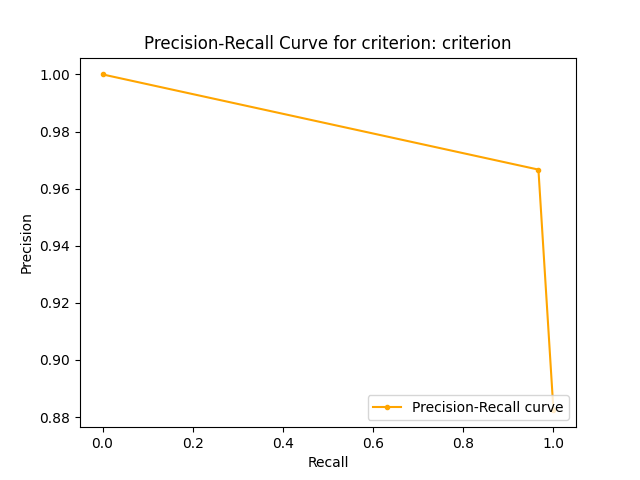 Precision-Recall Curve for criterion: criterion
1.00
0.98
0.96
0.94
0.92
0.90
0.88
Precision
Precision-Recall curve
0.0 0.2 0.4 0.6 0.8 1.0
Recall